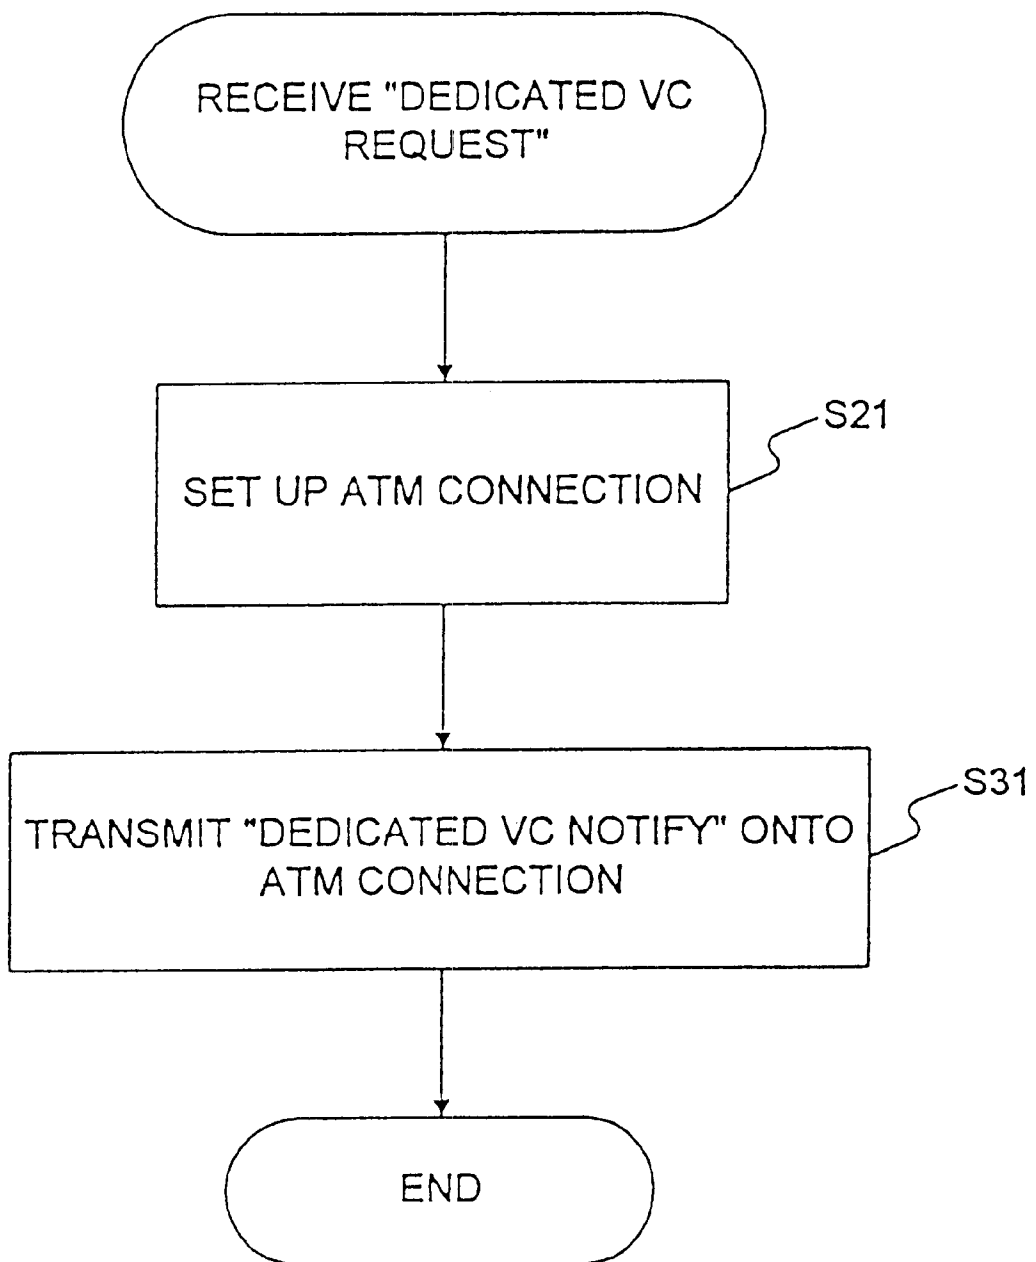 RECEIVE "DEDICATED VC
REQUEST"
S21
SET UP ATM CONNECTION
S31
TRANSMIT "DEDICATED VC NOTIFY" ONTO
ATM CONNECTION
END